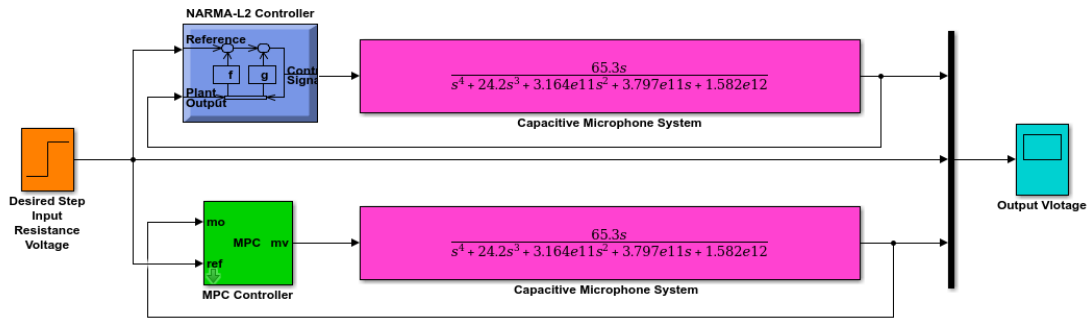 NARMA-L2 Controller
Reference
f
g
Contr
Signa
Plant
Output
65.3s
s⁴ + 24.2s³ + 3.164e11s² + 3.797e11s + 1.582e12
Capacitive Microphone System
Desired Step
Input
Resistance
Voltage
Output Vlotage
mo
MPC
mv
ref
MPC Controller
65.3s
s⁴ + 24.2s³ + 3.164e11s² + 3.797e11s + 1.582e12
Capacitive Microphone System